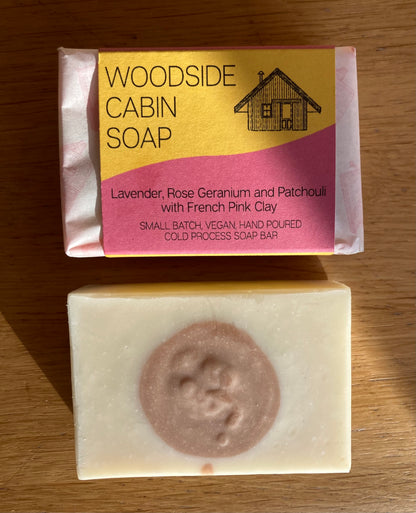 WOODSIDE
CABIN
SOAP
Lavender, Rose Geranium and Patchouli
with French Pink Clay
SMALL BATCH, VEGAN, HAND POURED
COLD PROCESS SOAP BAR